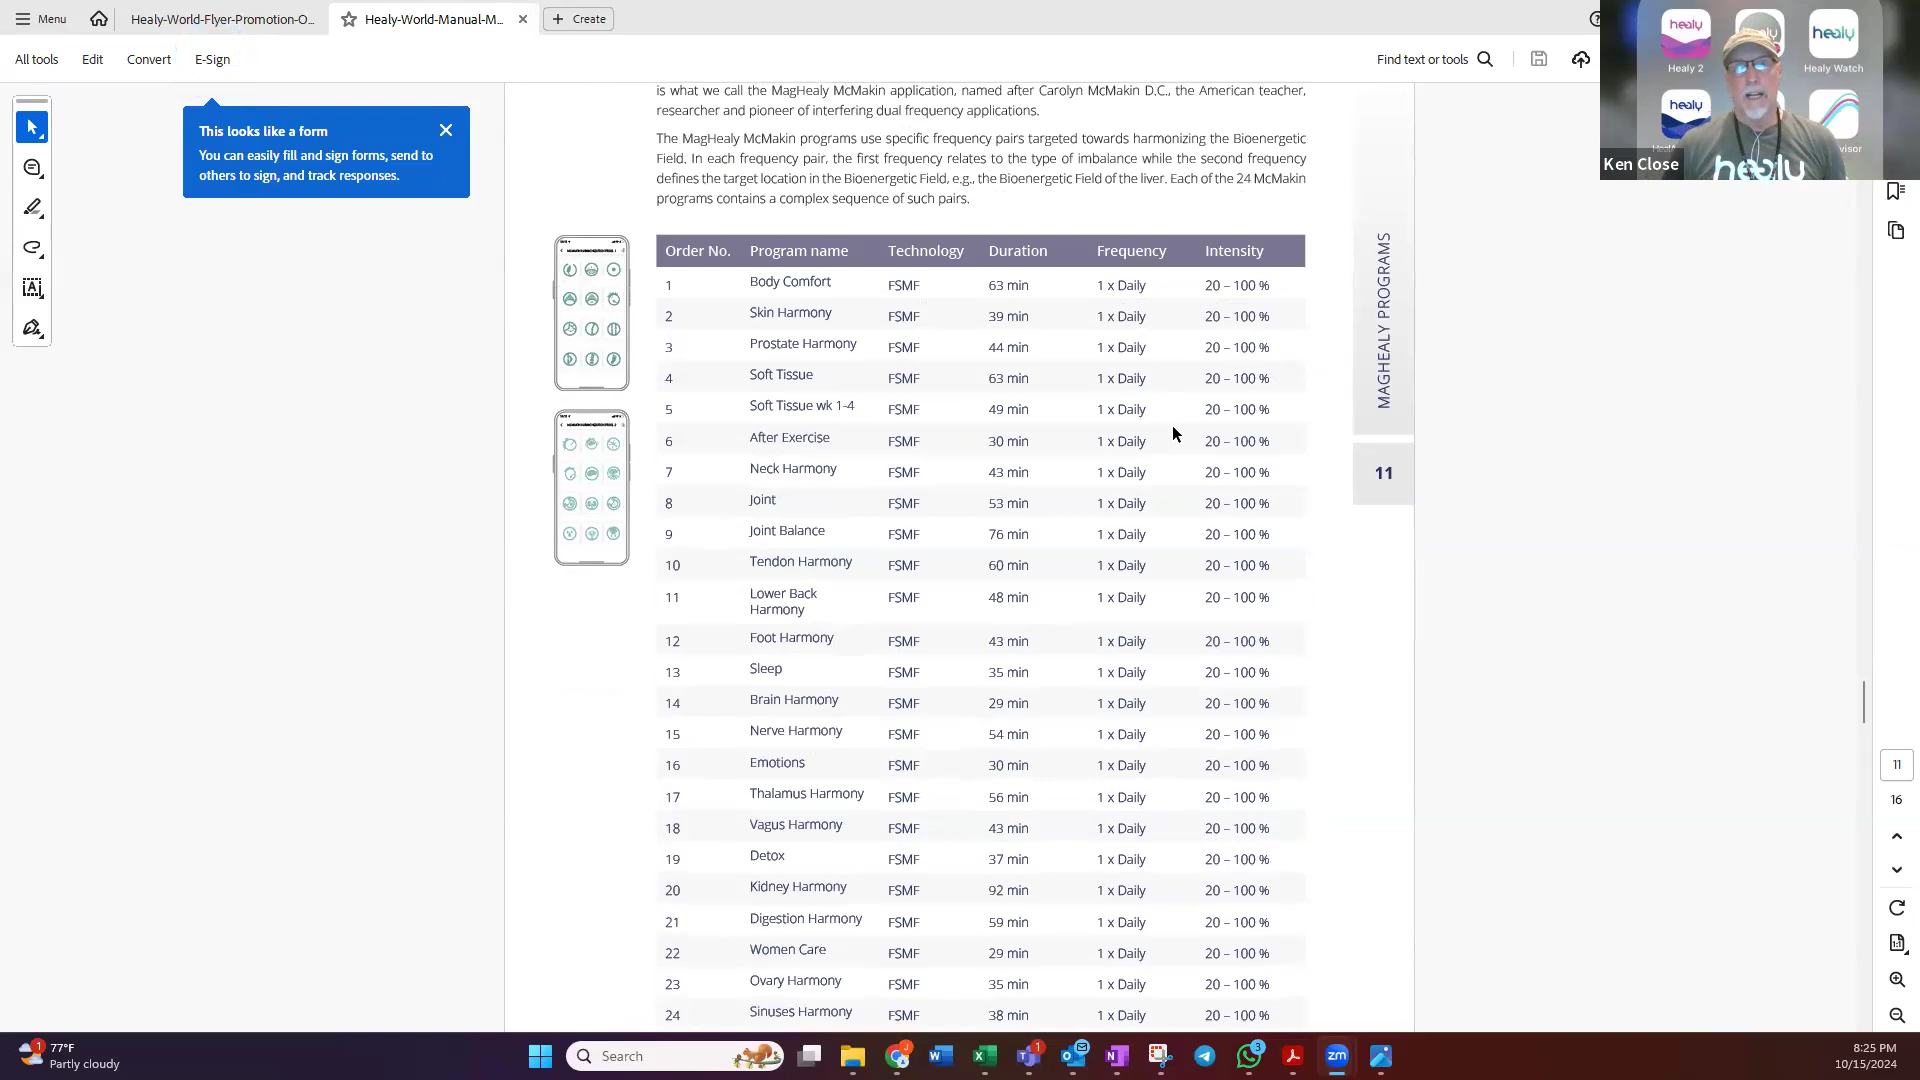 Menu
Healy-World-Flyer-Promotion-O...
Healy-World-Manual-M...
Create
All tools
Edit
Convert
E-Sign
Find text or tools
This looks like a form
You can easily fill and sign forms, send to
others to sign, and track responses.
healy
healy
healy
Healy 2
Healy Watch
healy
visor
Ken Close
healy
is what we call the MagHealy McMakin application, named after Carolyn McMakin D.C., the American teacher,
researcher and pioneer of interfering dual frequency applications.
The MagHealy McMakin programs use specific frequency pairs targeted towards harmonizing the Bioenergetic
Field. In each frequency pair, the first frequency relates to the type of imbalance while the second frequency
defines the target location in the Bioenergetic Field, e.g., the Bioenergetic Field of the liver. Each of the 24 McMakin
programs contains a complex sequence of such pairs.
Order No. Program name Technology Duration Frequency Intensity
1 Body Comfort FSMF 63 min 1 x Daily 20 – 100 %
2 Skin Harmony FSMF 39 min 1 x Daily 20 – 100 %
3 Prostate Harmony FSMF 44 min 1 x Daily 20 – 100 %
4 Soft Tissue FSMF 63 min 1 x Daily 20 – 100 %
5 Soft Tissue wk 1-4 FSMF 49 min 1 x Daily 20 – 100 %
6 After Exercise FSMF 30 min 1 x Daily 20 – 100 %
7 Neck Harmony FSMF 43 min 1 x Daily 20 – 100 %
8 Joint FSMF 53 min 1 x Daily 20 – 100 %
9 Joint Balance FSMF 76 min 1 x Daily 20 – 100 %
10 Tendon Harmony FSMF 60 min 1 x Daily 20 – 100 %
11 Lower Back FSMF 48 min 1 x Daily 20 – 100 %
Harmony
12 Foot Harmony FSMF 43 min 1 x Daily 20 – 100 %
13 Sleep FSMF 35 min 1 x Daily 20 – 100 %
14 Brain Harmony FSMF 29 min 1 x Daily 20 – 100 %
15 Nerve Harmony FSMF 54 min 1 x Daily 20 – 100 %
16 Emotions FSMF 30 min 1 x Daily 20 – 100 %
17 Thalamus Harmony FSMF 56 min 1 x Daily 20 – 100 %
18 Vagus Harmony FSMF 43 min 1 x Daily 20 – 100 %
19 Detox FSMF 37 min 1 x Daily 20 – 100 %
20 Kidney Harmony FSMF 92 min 1 x Daily 20 – 100 %
21 Digestion Harmony FSMF 59 min 1 x Daily 20 – 100 %
22 Women Care FSMF 29 min 1 x Daily 20 – 100 %
23 Ovary Harmony FSMF 35 min 1 x Daily 20 – 100 %
24 Sinuses Harmony FSMF 38 min 1 x Daily 20 – 100 %
MAGHEALY PROGRAMS
11
11
16
1
77°F
Partly cloudy
Search
1
3
zm
8:25 PM
10/15/2024